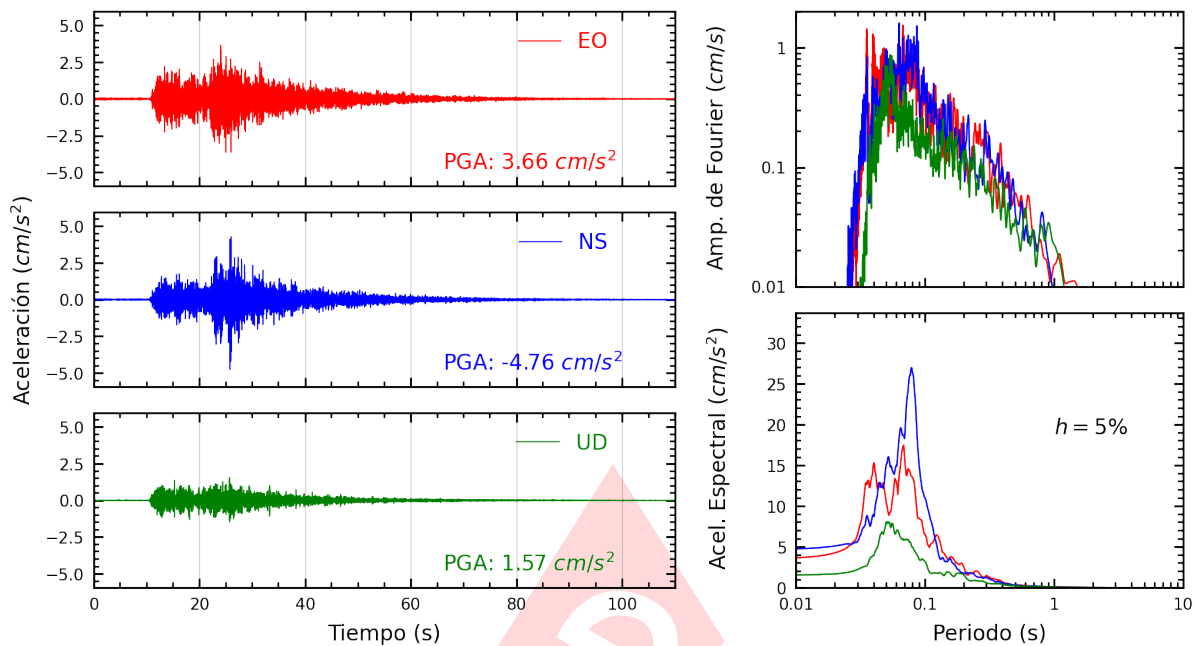 Aceleración (cm/s²)
5.0
2.5
0.0
−2.5
−5.0
EO
PGA: 3.66 cm/s²
5.0
2.5
0.0
−2.5
−5.0
NS
PGA: -4.76 cm/s²
5.0
2.5
0.0
−2.5
−5.0
UD
PGA: 1.57 cm/s²
0 20 40 60 80 100
Tiempo (s)
Amp. de Fourier (cm/s)
1
0.1
0.01
Acel. Espectral (cm/s²)
30
25
20
15
10
5
0
h = 5%
0.01 0.1 1 10
Periodo (s)